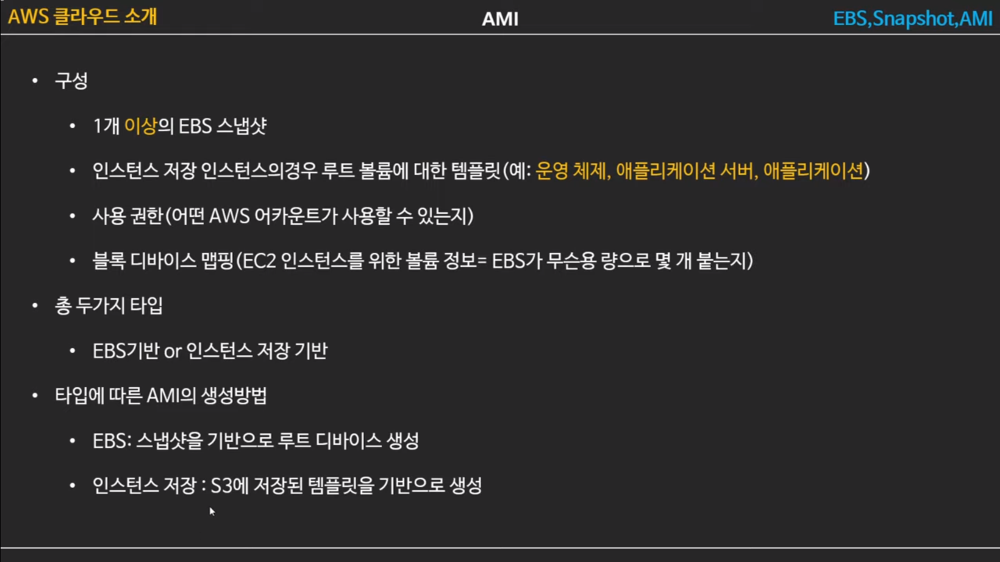 AWS 클라우드 소개
AMI
EBS,Snapshot,AMI
• 구성
• 1개 이상의 EBS 스냅샷
• 인스턴스 저장 인스턴스의경우 루트 볼륨에 대한 템플릿(예: 운영 체제, 애플리케이션 서버, 애플리케이션)
• 사용 권한(어떤 AWS 어카운트가 사용할 수 있는지)
• 블록 디바이스 맵핑(EC2 인스턴스를 위한 볼륨 정보= EBS가 무슨용 량으로 몇 개 붙는지)
• 총 두가지 타입
• EBS기반 or 인스턴스 저장 기반
• 타입에 따른 AMI의 생성방법
• EBS: 스냅샷을 기반으로 루트 디바이스 생성
• 인스턴스 저장 : S3에 저장된 템플릿을 기반으로 생성